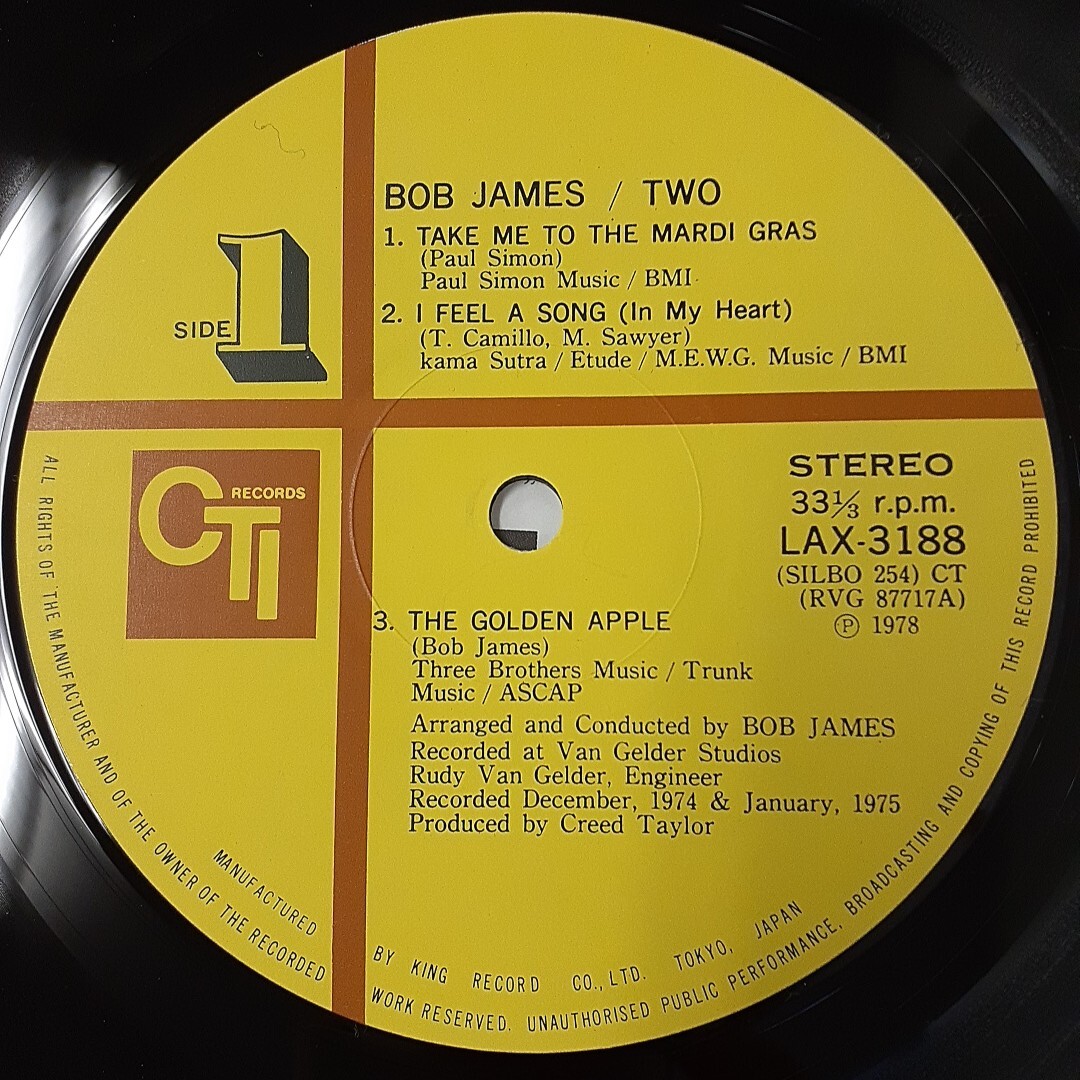 BOB JAMES / TWO
1. TAKE ME TO THE MARDI GRAS
(Paul Simon)
Paul Simon Music / BMI
2. I FEEL A SONG (In My Heart)
(T. Camillo, M. Sawyer)
kama Sutra / Etude / M.E.W.G. Music / BMI
SIDE 1
CTI RECORDS
STEREO
33⅓ r.p.m.
LAX-3188
(SILBO 254) CT
(RVG 87717A)
Ⓟ 1978
3. THE GOLDEN APPLE
(Bob James)
Three Brothers Music / Trunk
Music / ASCAP
Arranged and Conducted by BOB JAMES
Recorded at Van Gelder Studios
Rudy Van Gelder, Engineer
Recorded December, 1974 & January, 1975
Produced by Creed Taylor
MANUFACTURED BY KING RECORD CO., LTD. TOKYO, JAPAN
ALL RIGHTS OF THE MANUFACTURER AND OF THE OWNER OF THE RECORDED WORK RESERVED. UNAUTHORISED PUBLIC PERFORMANCE, BROADCASTING AND COPYING OF THIS RECORD PROHIBITED